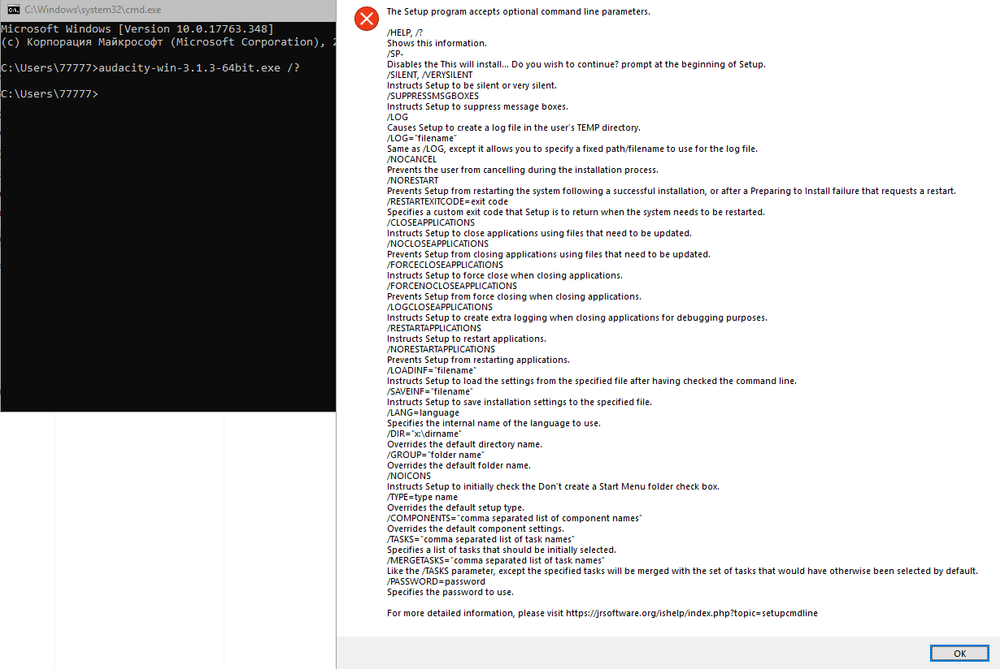 C:\Windows\system32\cmd.exe
Microsoft Windows [Version 10.0.17763.348]
(c) Корпорация Майкрософт (Microsoft Corporation), 2
C:\Users\77777>audacity-win-3.1.3-64bit.exe /?
C:\Users\77777>
The Setup program accepts optional command line parameters.
/HELP, /?
Shows this information.
/SP-
Disables the This will install... Do you wish to continue? prompt at the beginning of Setup.
/SILENT, /VERYSILENT
Instructs Setup to be silent or very silent.
/SUPPRESSMSGBOXES
Instructs Setup to suppress message boxes.
/LOG
Causes Setup to create a log file in the user's TEMP directory.
/LOG="filename"
Same as /LOG, except it allows you to specify a fixed path/filename to use for the log file.
/NOCANCEL
Prevents the user from cancelling during the installation process.
/NORESTART
Prevents Setup from restarting the system following a successful installation, or after a Preparing to Install failure that requests a restart.
/RESTARTEXITCODE=exit code
Specifies a custom exit code that Setup is to return when the system needs to be restarted.
/CLOSEAPPLICATIONS
Instructs Setup to close applications using files that need to be updated.
/NOCLOSEAPPLICATIONS
Prevents Setup from closing applications using files that need to be updated.
/FORCECLOSEAPPLICATIONS
Instructs Setup to force close when closing applications.
/FORCENOCLOSEAPPLICATIONS
Prevents Setup from force closing when closing applications.
/LOGCLOSEAPPLICATIONS
Instructs Setup to create extra logging when closing applications for debugging purposes.
/RESTARTAPPLICATIONS
Instructs Setup to restart applications.
/NORESTARTAPPLICATIONS
Prevents Setup from restarting applications.
/LOADINF="filename"
Instructs Setup to load the settings from the specified file after having checked the command line.
/SAVEINF="filename"
Instructs Setup to save installation settings to the specified file.
/LANG=language
Specifies the internal name of the language to use.
/DIR="x:\dirname"
Overrides the default directory name.
/GROUP="folder name"
Overrides the default folder name.
/NOICONS
Instructs Setup to initially check the Don't create a Start Menu folder check box.
/TYPE=type name
Overrides the default setup type.
/COMPONENTS="comma separated list of component names"
Overrides the default component settings.
/TASKS="comma separated list of task names"
Specifies a list of tasks that should be initially selected.
/MERGETASKS="comma separated list of task names"
Like the /TASKS parameter, except the specified tasks will be merged with the set of tasks that would have otherwise been selected by default.
/PASSWORD=password
Specifies the password to use.
For more detailed information, please visit https://jrsoftware.org/ishelp/index.php?topic=setupcmdline
OK